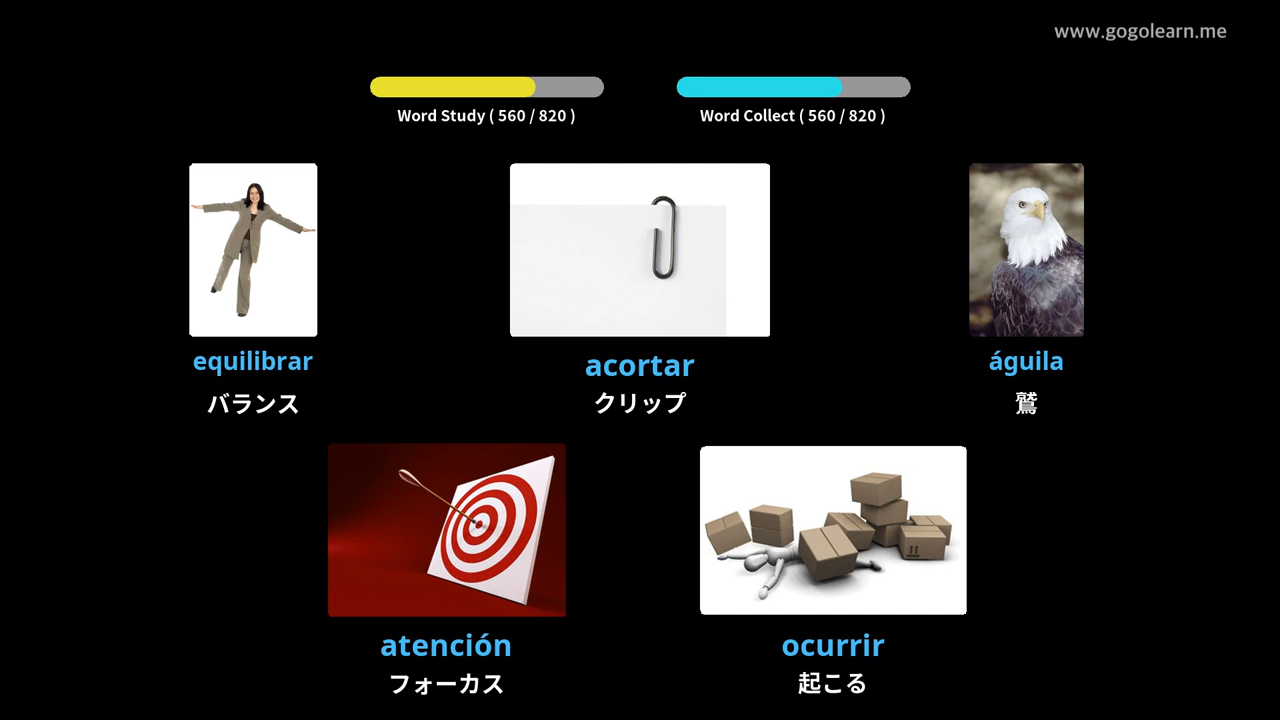 www.gogolearn.me
Word Study ( 560 / 820 )
Word Collect ( 560 / 820 )
equilibrar
バランス
acortar
クリップ
águila
鷲
atención
フォーカス
ocurrir
起こる